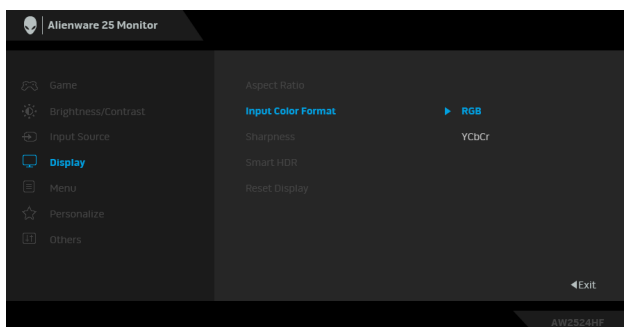 Alienware 25 Monitor
Game
Brightness/Contrast
Input Source
Display
Menu
Personalize
Others
Aspect Ratio
Input Color Format
Sharpness
Smart HDR
Reset Display
RGB
YCbCr
Exit
AW2524HF